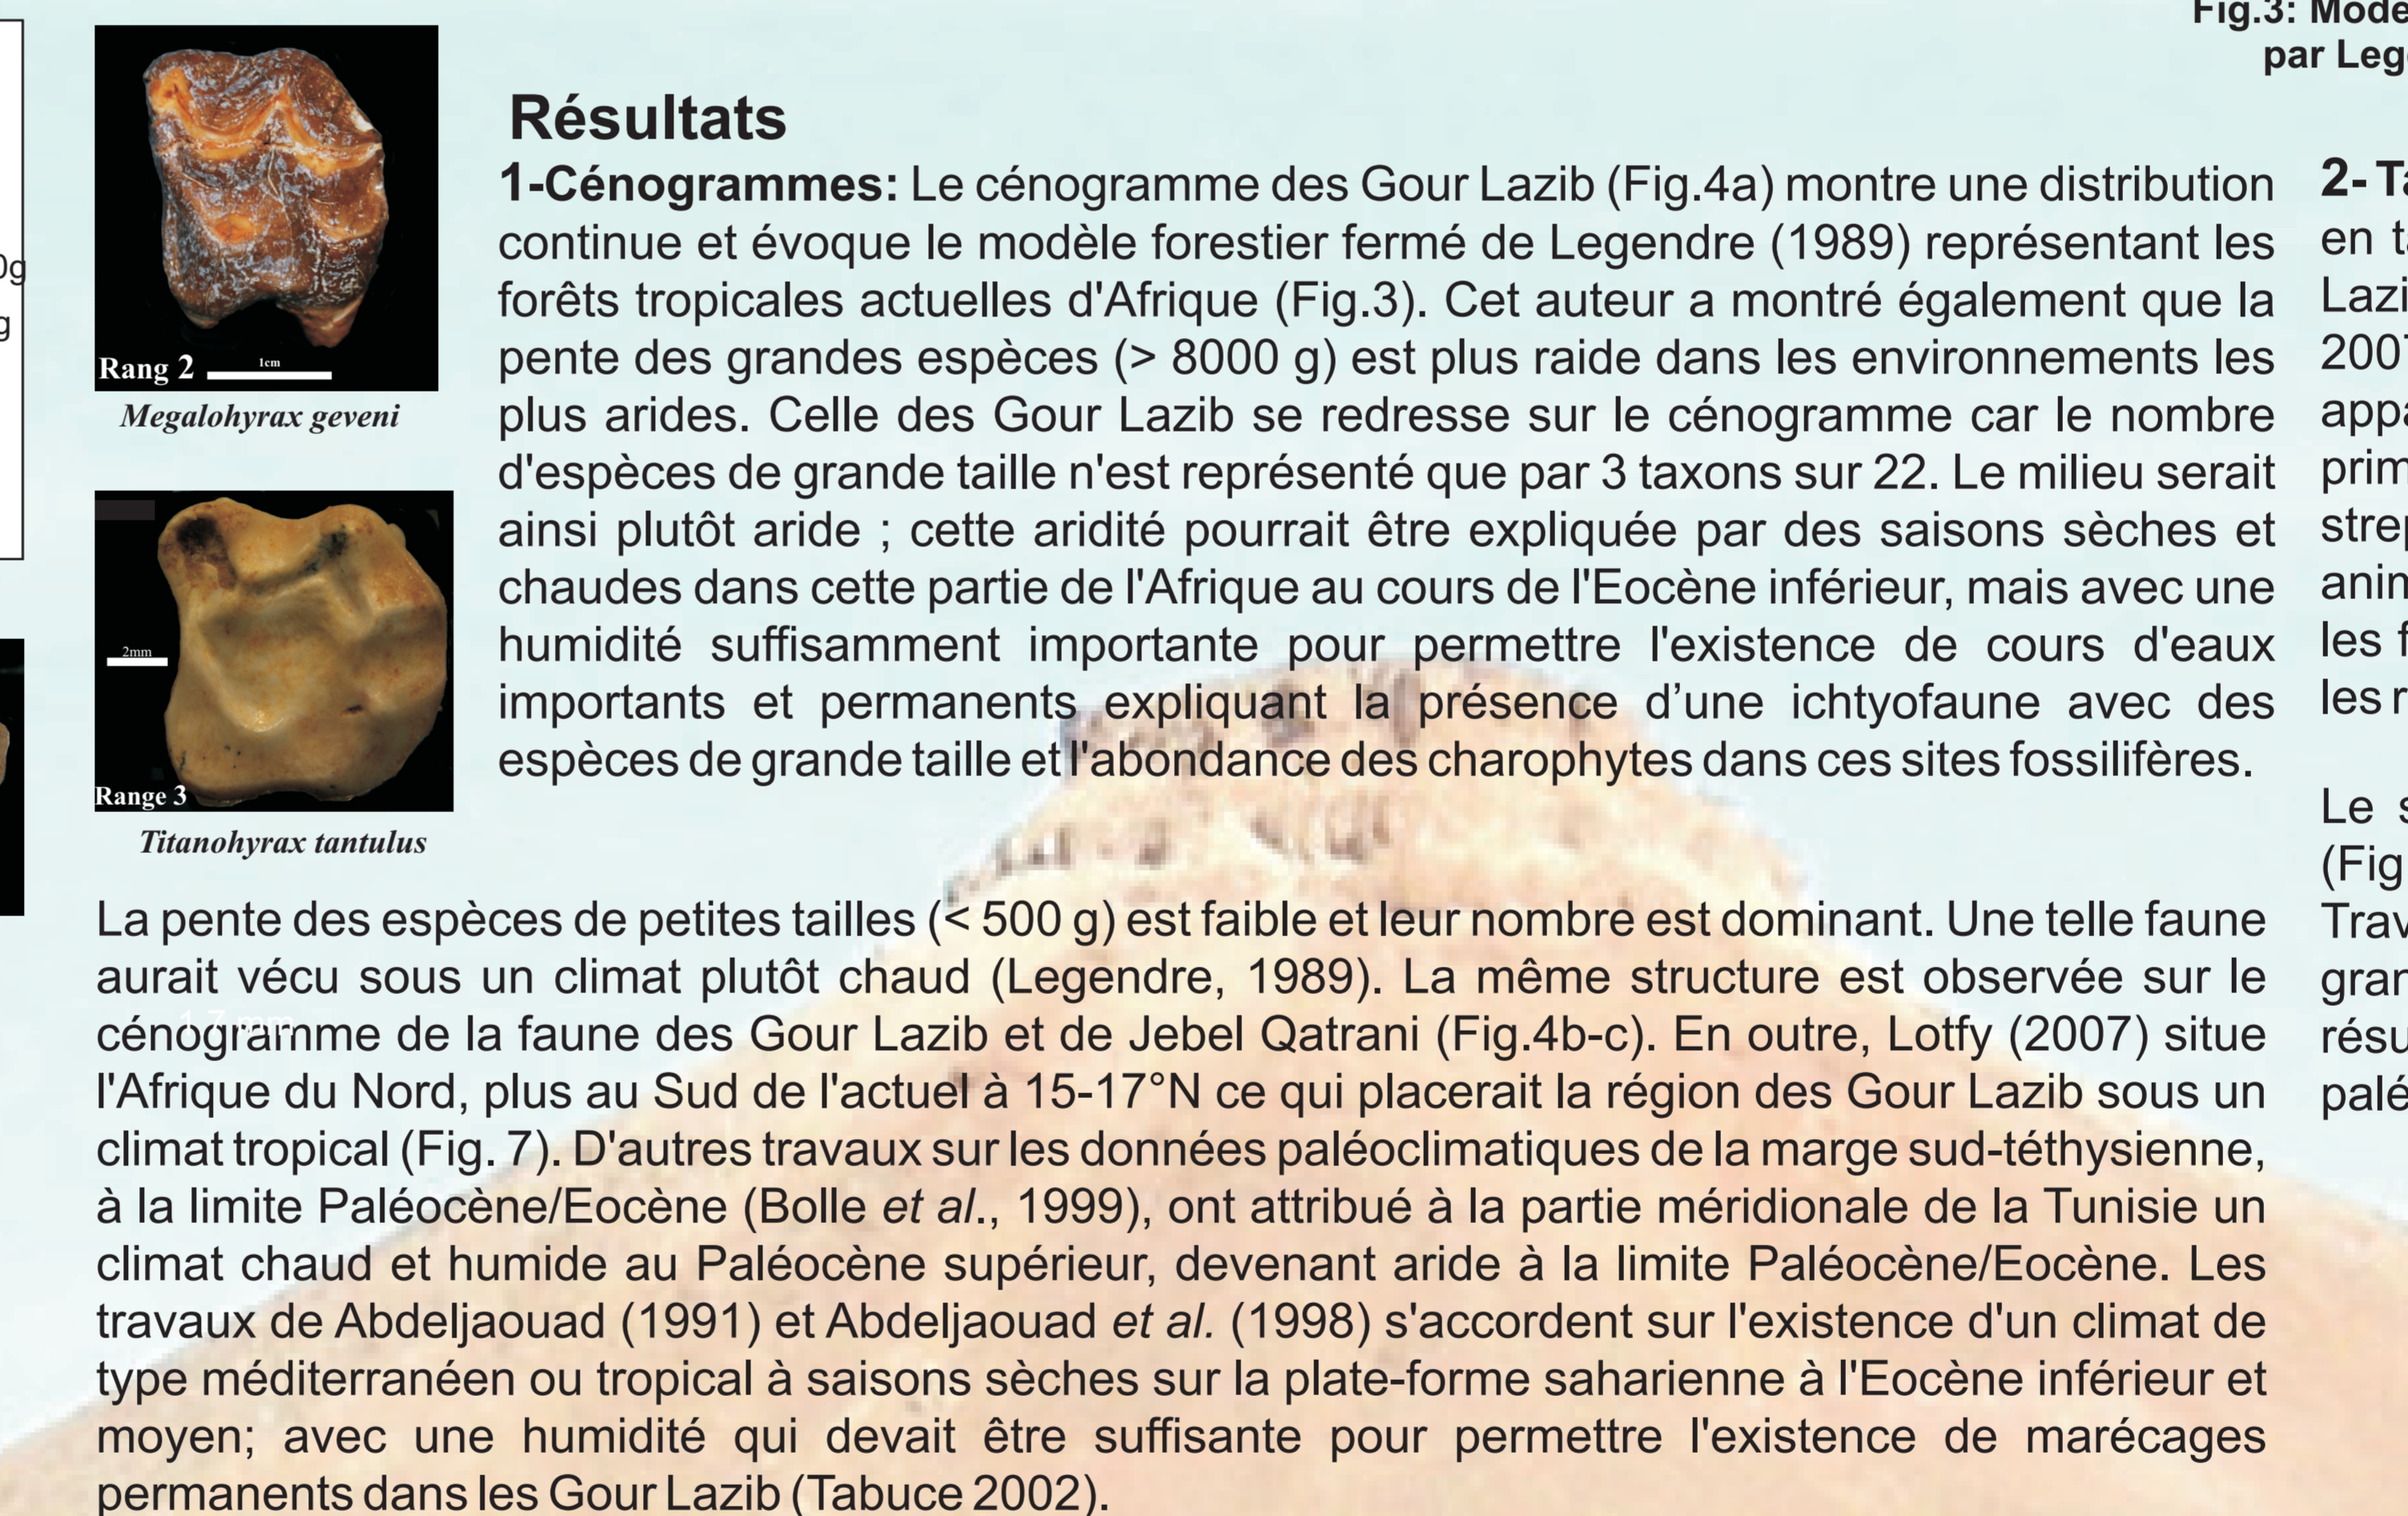 0g
g
Rang 2
1cm
Megalohyrax geveni
2mm
Range 3
Titanohyrax tantulus
Résultats
1-Cénogrammes: Le cénogramme des Gour Lazib (Fig.4a) montre une distribution
continue et évoque le modèle forestier fermé de Legendre (1989) représentant les
forêts tropicales actuelles d'Afrique (Fig.3). Cet auteur a montré également que la
pente des grandes espèces (> 8000 g) est plus raide dans les environnements les
plus arides. Celle des Gour Lazib se redresse sur le cénogramme car le nombre
d'espèces de grande taille n'est représenté que par 3 taxons sur 22. Le milieu serait
ainsi plutôt aride ; cette aridité pourrait être expliquée par des saisons sèches et
chaudes dans cette partie de l'Afrique au cours de l'Eocène inférieur, mais avec une
humidité suffisamment importante pour permettre l'existence de cours d'eaux
importants et permanents expliquant la présence d’une ichtyofaune avec des
espèces de grande taille et l'abondance des charophytes dans ces sites fossilifères.
La pente des espèces de petites tailles (< 500 g) est faible et leur nombre est dominant. Une telle faune
aurait vécu sous un climat plutôt chaud (Legendre, 1989). La même structure est observée sur le
cénogramme de la faune des Gour Lazib et de Jebel Qatrani (Fig.4b-c). En outre, Lotfy (2007) situe
l'Afrique du Nord, plus au Sud de l'actuel à 15-17°N ce qui placerait la région des Gour Lazib sous un
climat tropical (Fig. 7). D'autres travaux sur les données paléoclimatiques de la marge sud-téthysienne,
à la limite Paléocène/Eocène (Bolle et al., 1999), ont attribué à la partie méridionale de la Tunisie un
climat chaud et humide au Paléocène supérieur, devenant aride à la limite Paléocène/Eocène. Les
travaux de Abdeljaouad (1991) et Abdeljaouad et al. (1998) s'accordent sur l'existence d'un climat de
type méditerranéen ou tropical à saisons sèches sur la plate-forme saharienne à l'Eocène inférieur et
moyen; avec une humidité qui devait être suffisante pour permettre l'existence de marécages
permanents dans les Gour Lazib (Tabuce 2002).
Fig.3: Mode
par Leg
2- Ta
en ta
Lazi
2007
appa
prim
strep
anin
les f
les r
Le s
(Fig
Trav
gran
résu
palé